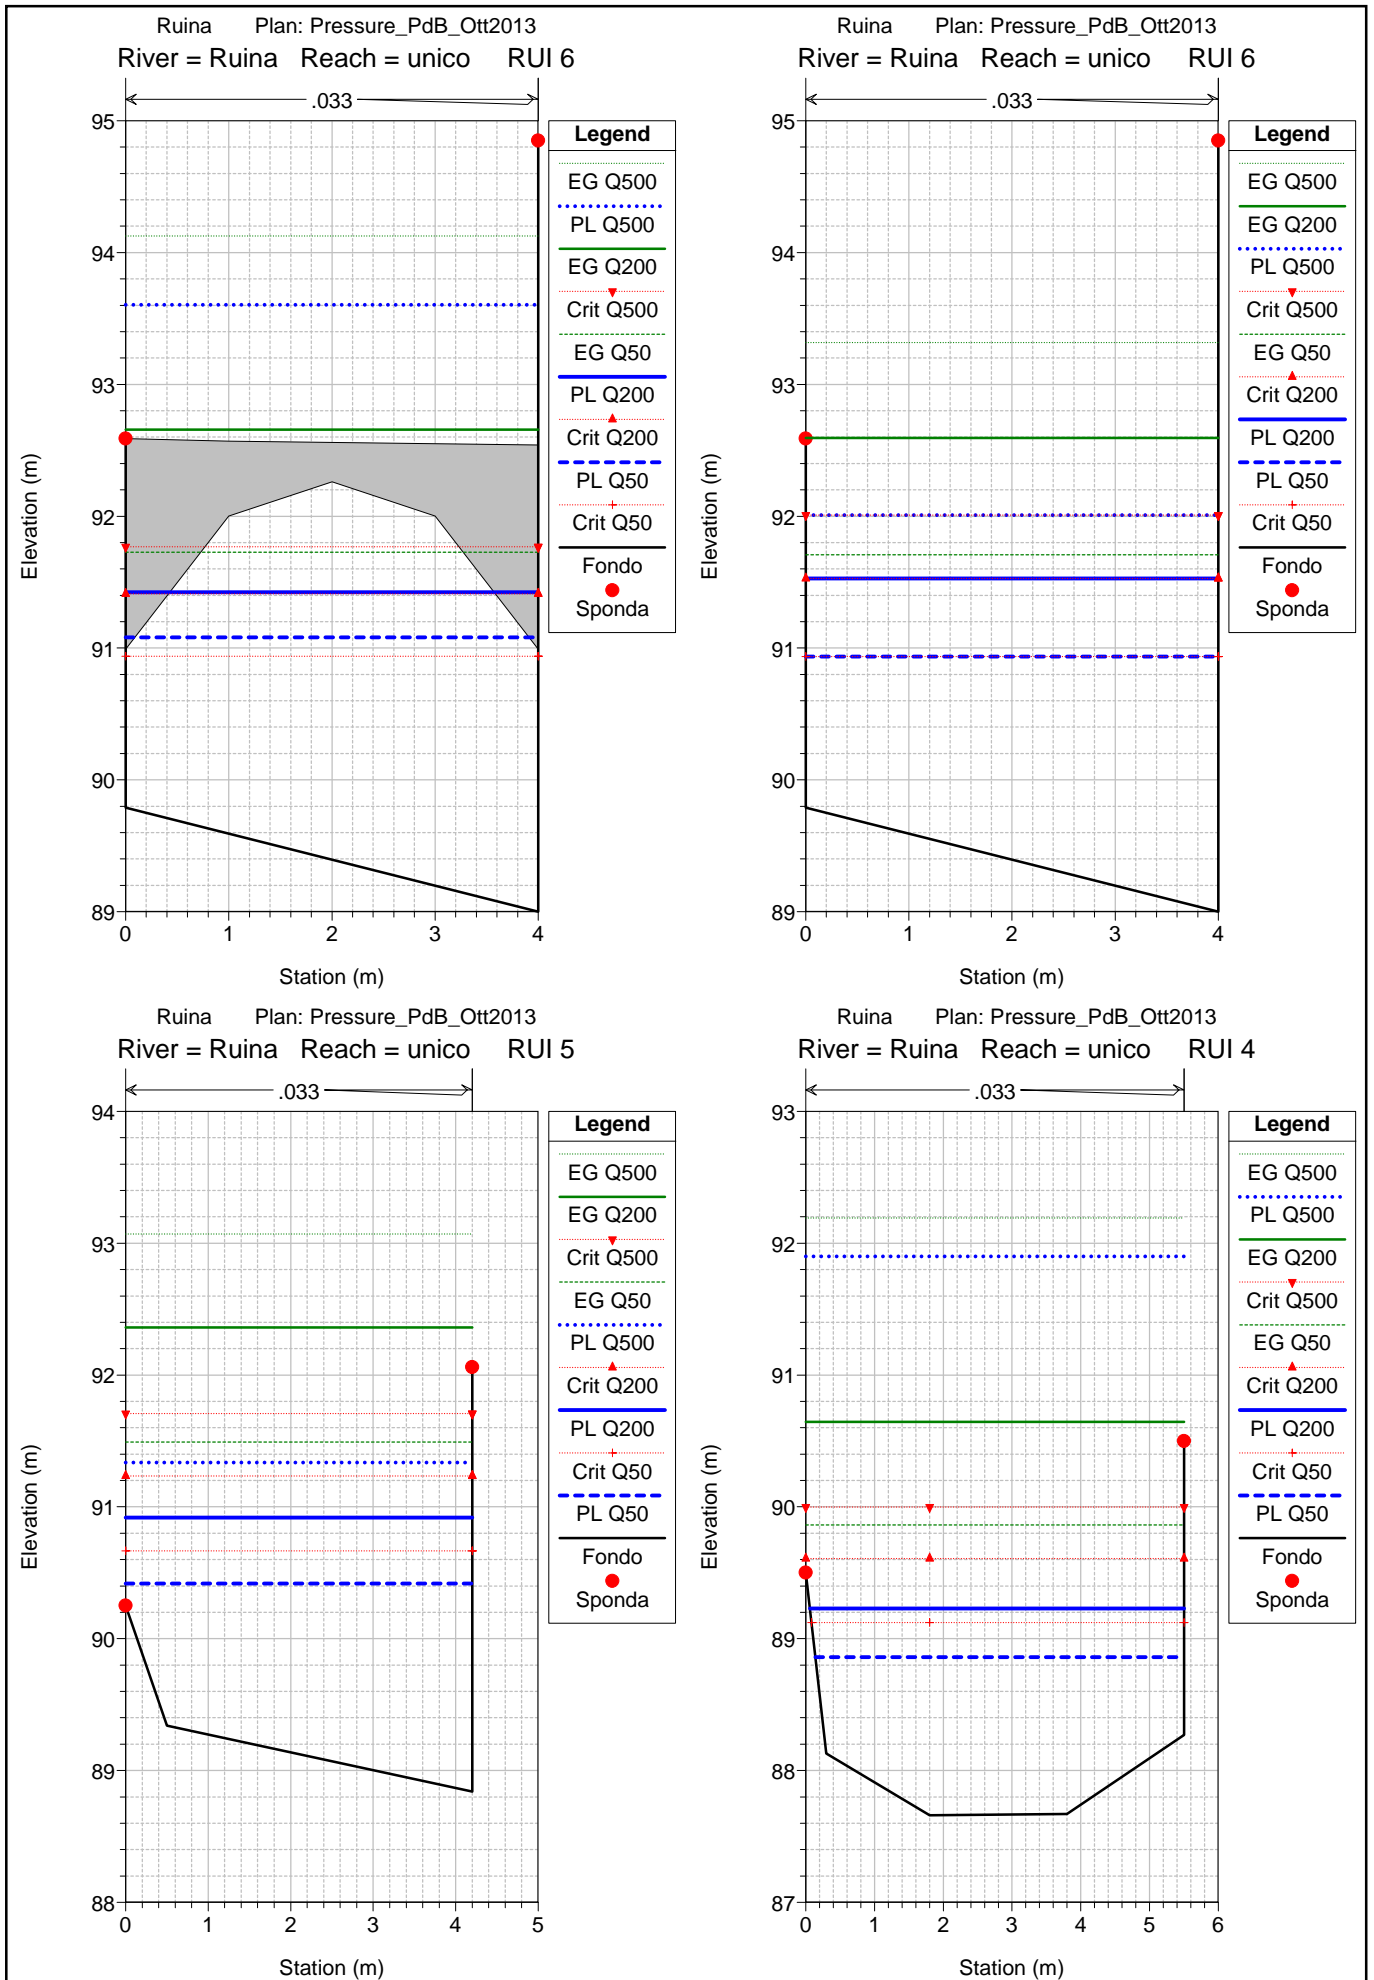 Ruina Plan: Pressure_PdB_Ott2013
River = Ruina Reach = unico RUI 6
.033
95
94
93
92
91
90
89
Elevation (m)
0 1 2 3 4
Station (m)
Legend
EG Q500
PL Q500
EG Q200
Crit Q500
EG Q50
PL Q200
Crit Q200
PL Q50
Crit Q50
Fondo
Sponda
Ruina Plan: Pressure_PdB_Ott2013
River = Ruina Reach = unico RUI 6
.033
95
94
93
92
91
90
89
Elevation (m)
0 1 2 3 4
Station (m)
Legend
EG Q500
EG Q200
PL Q500
Crit Q500
EG Q50
Crit Q200
PL Q200
PL Q50
Crit Q50
Fondo
Sponda
Ruina Plan: Pressure_PdB_Ott2013
River = Ruina Reach = unico RUI 5
.033
94
93
92
91
90
89
88
Elevation (m)
0 1 2 3 4 5
Station (m)
Legend
EG Q500
EG Q200
Crit Q500
EG Q50
PL Q500
Crit Q200
PL Q200
Crit Q50
PL Q50
Fondo
Sponda
Ruina Plan: Pressure_PdB_Ott2013
River = Ruina Reach = unico RUI 4
.033
93
92
91
90
89
88
87
Elevation (m)
0 1 2 3 4 5 6
Station (m)
Legend
EG Q500
PL Q500
EG Q200
Crit Q500
EG Q50
Crit Q200
PL Q200
Crit Q50
PL Q50
Fondo
Sponda